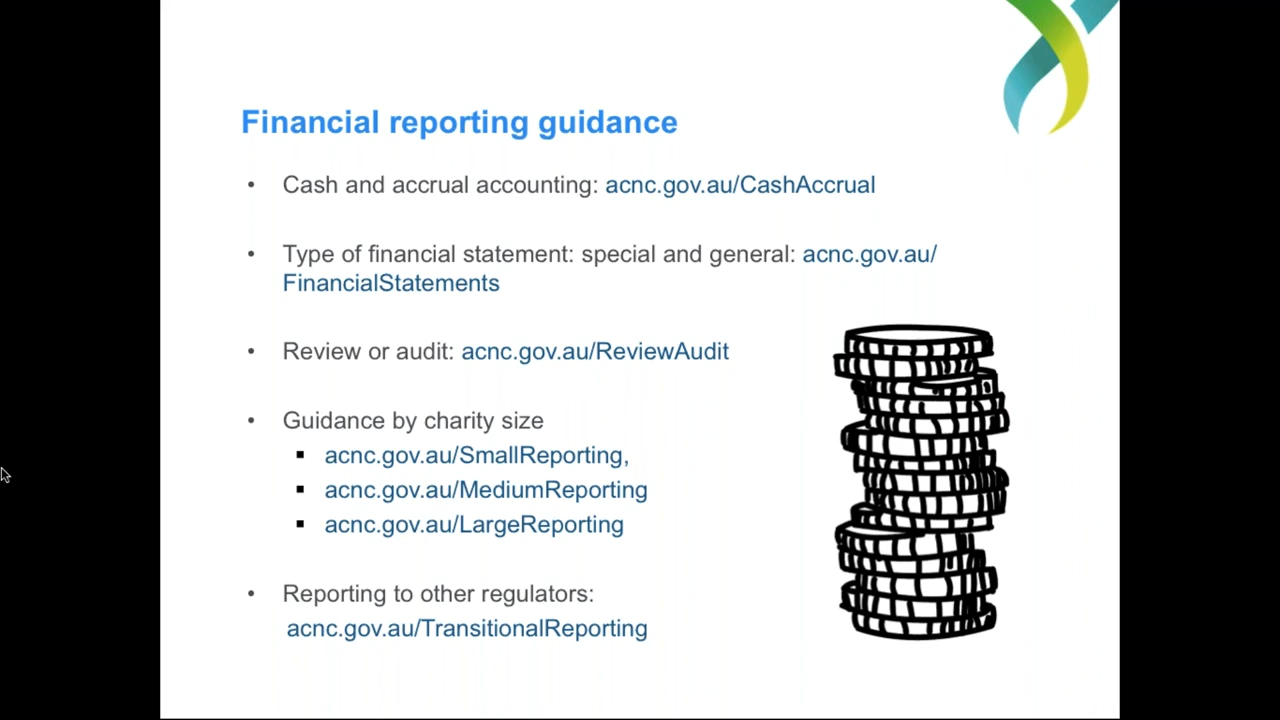 Financial reporting guidance
• Cash and accrual accounting: acnc.gov.au/CashAccrual
• Type of financial statement: special and general: acnc.gov.au/
FinancialStatements
• Review or audit: acnc.gov.au/ReviewAudit
• Guidance by charity size
▪ acnc.gov.au/SmallReporting,
▪ acnc.gov.au/MediumReporting
▪ acnc.gov.au/LargeReporting
• Reporting to other regulators:
acnc.gov.au/TransitionalReporting